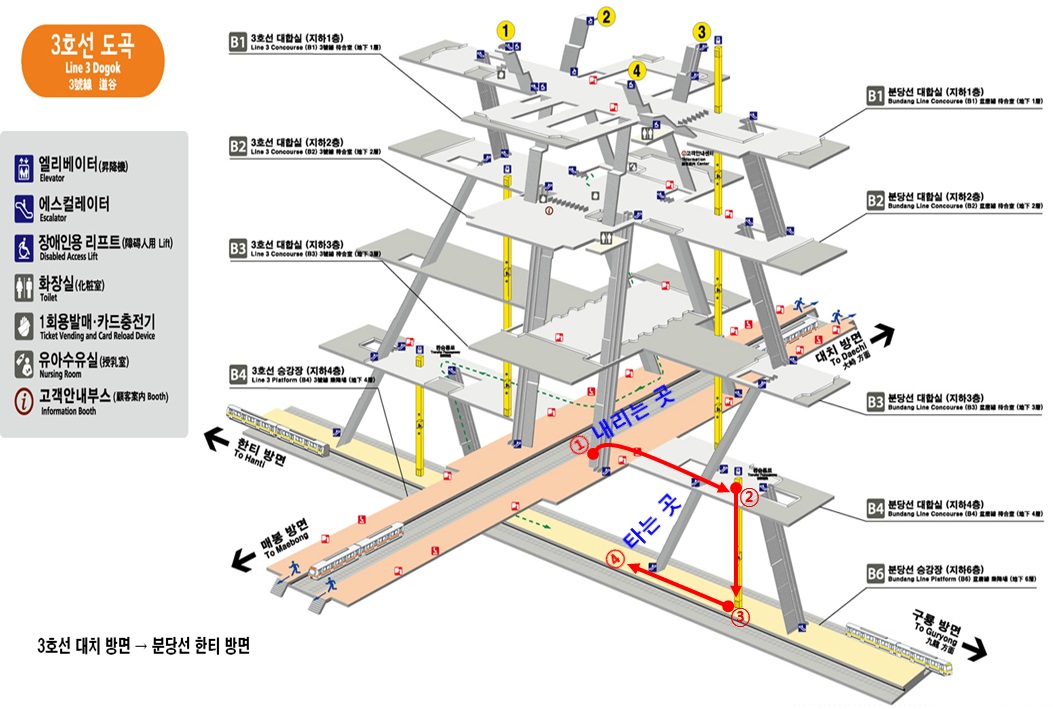 3호선 도곡
Line 3 Dogok
3號線 道谷
엘리베이터(昇降機)
Elevator
에스컬레이터
Escalator
장애인용 리프트(障碍人用 Lift)
Disabled Access Lift
화장실(化粧室)
Toilet
1회용발매·카드충전기
Ticket Vending and Card Reload Device
유아수유실(授乳室)
Nursing Room
고객안내부스(顧客案內 Booth)
Information Booth
B1 3호선 대합실 (지하1층)
Line 3 Concourse (B1) 3號線 待合室 (地下 1層)
B2 3호선 대합실 (지하2층)
Line 3 Concourse (B2) 3號線 待合室 (地下 2層)
B3 3호선 대합실 (지하3층)
Line 3 Concourse (B3) 3號線 待合室 (地下 3層)
B4 3호선 승강장 (지하4층)
Line 3 Platform (B4) 3號線 乘降場 (地下 4層)
1
2
3
4
고객안내센터
B1 분당선 대합실 (지하1층)
Bundang Line Concourse (B1) 盆唐線 待合室 (地下 1層)
B2 분당선 대합실 (지하2층)
Bundang Line Concourse (B2) 盆唐線 待合室 (地下 2層)
B3 분당선 대합실 (지하3층)
Bundang Line Concourse (B3) 盆唐線 待合室 (地下 3層)
B4 분당선 대합실 (지하4층)
Bundang Line Concourse (B4) 盆唐線 待合室 (地下 4層)
B6 분당선 승강장 (지하6층)
Bundang Line Platform (B6) 盆唐線 乘降場 (地下 6層)
대치 방면
To Daechi
大峙 方面
한티 방면
To Hanti
매봉 방면
To Maebong
구룡 방면
To Guryong
九龍 方面
환승통로
환승통로
① 내리는 곳
②
타는 곳
④
③
3호선 대치 방면 → 분당선 한티 방면